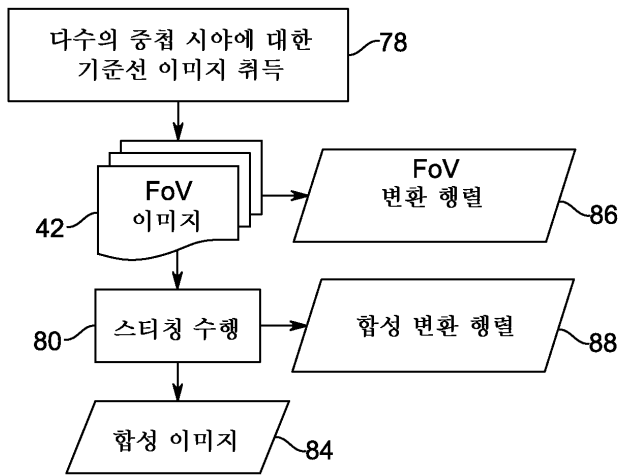 다수의 중첩 시야에 대한
기준선 이미지 취득
78
FoV
이미지
42
FoV
변환 행렬
86
스티칭 수행
80
합성 변환 행렬
88
합성 이미지
84